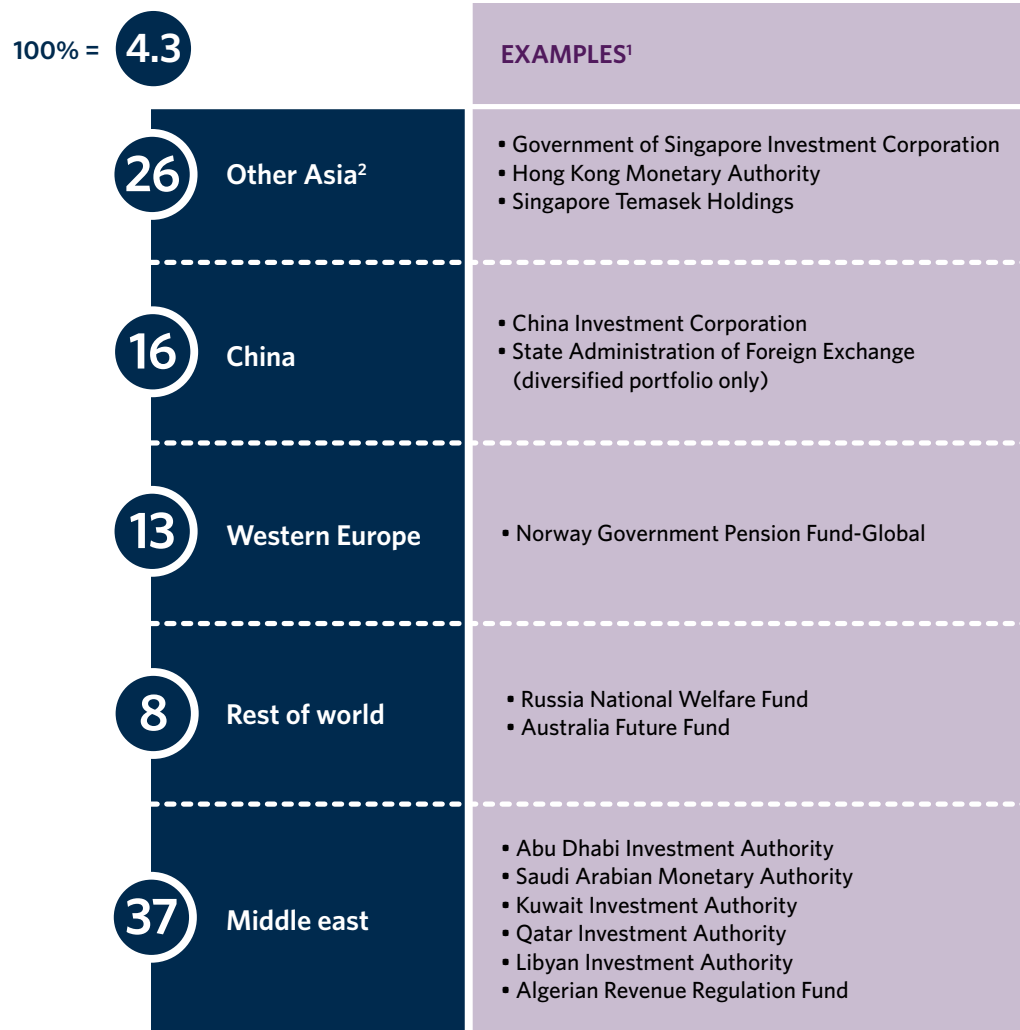 100% = 4.3
EXAMPLES¹
26 Other Asia²
• Government of Singapore Investment Corporation
• Hong Kong Monetary Authority
• Singapore Temasek Holdings
16 China
• China Investment Corporation
• State Administration of Foreign Exchange
(diversified portfolio only)
13 Western Europe
• Norway Government Pension Fund-Global
8 Rest of world
• Russia National Welfare Fund
• Australia Future Fund
37 Middle east
• Abu Dhabi Investment Authority
• Saudi Arabian Monetary Authority
• Kuwait Investment Authority
• Qatar Investment Authority
• Libyan Investment Authority
• Algerian Revenue Regulation Fund